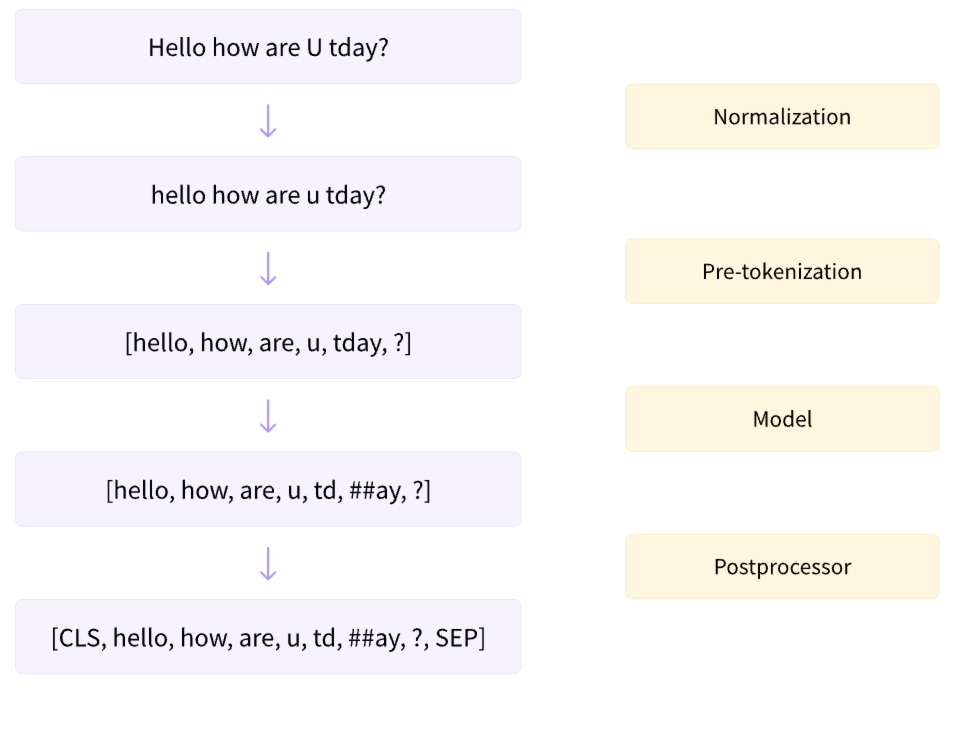 Hello how are U tday?
Normalization
hello how are u tday?
Pre-tokenization
[hello, how, are, u, tday, ?]
Model
[hello, how, are, u, td, ##ay, ?]
Postprocessor
[CLS, hello, how, are, u, td, ##ay, ?, SEP]